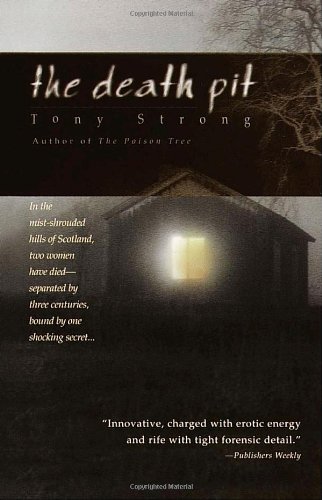 the death pit
Tony Strong
Author of The Poison Tree
In the
mist-shrouded
hills of Scotland,
two women
have died—
separated by
three centuries,
bound by one
shocking secret...
“Innovative, charged with erotic energy
and rife with tight forensic detail.”
—Publishers Weekly